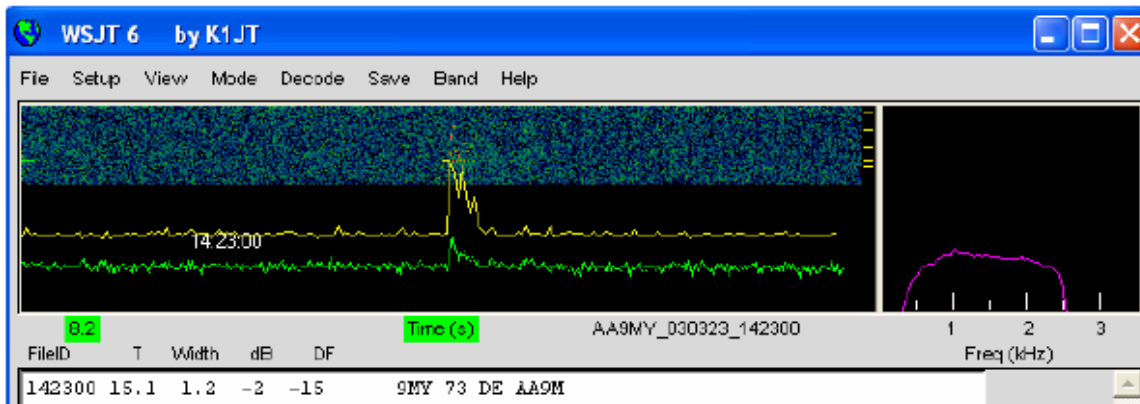 WSJT 6 by K1JT
File Setup View Mode Decode Save Band Help
14:23:00
8.2 Time (s) AA9MY_030323_142300 1 2 3
FileID T Width dB DF Freq (kHz)
142300 15.1 1.2 -2 -15 9MY 73 DE AA9M